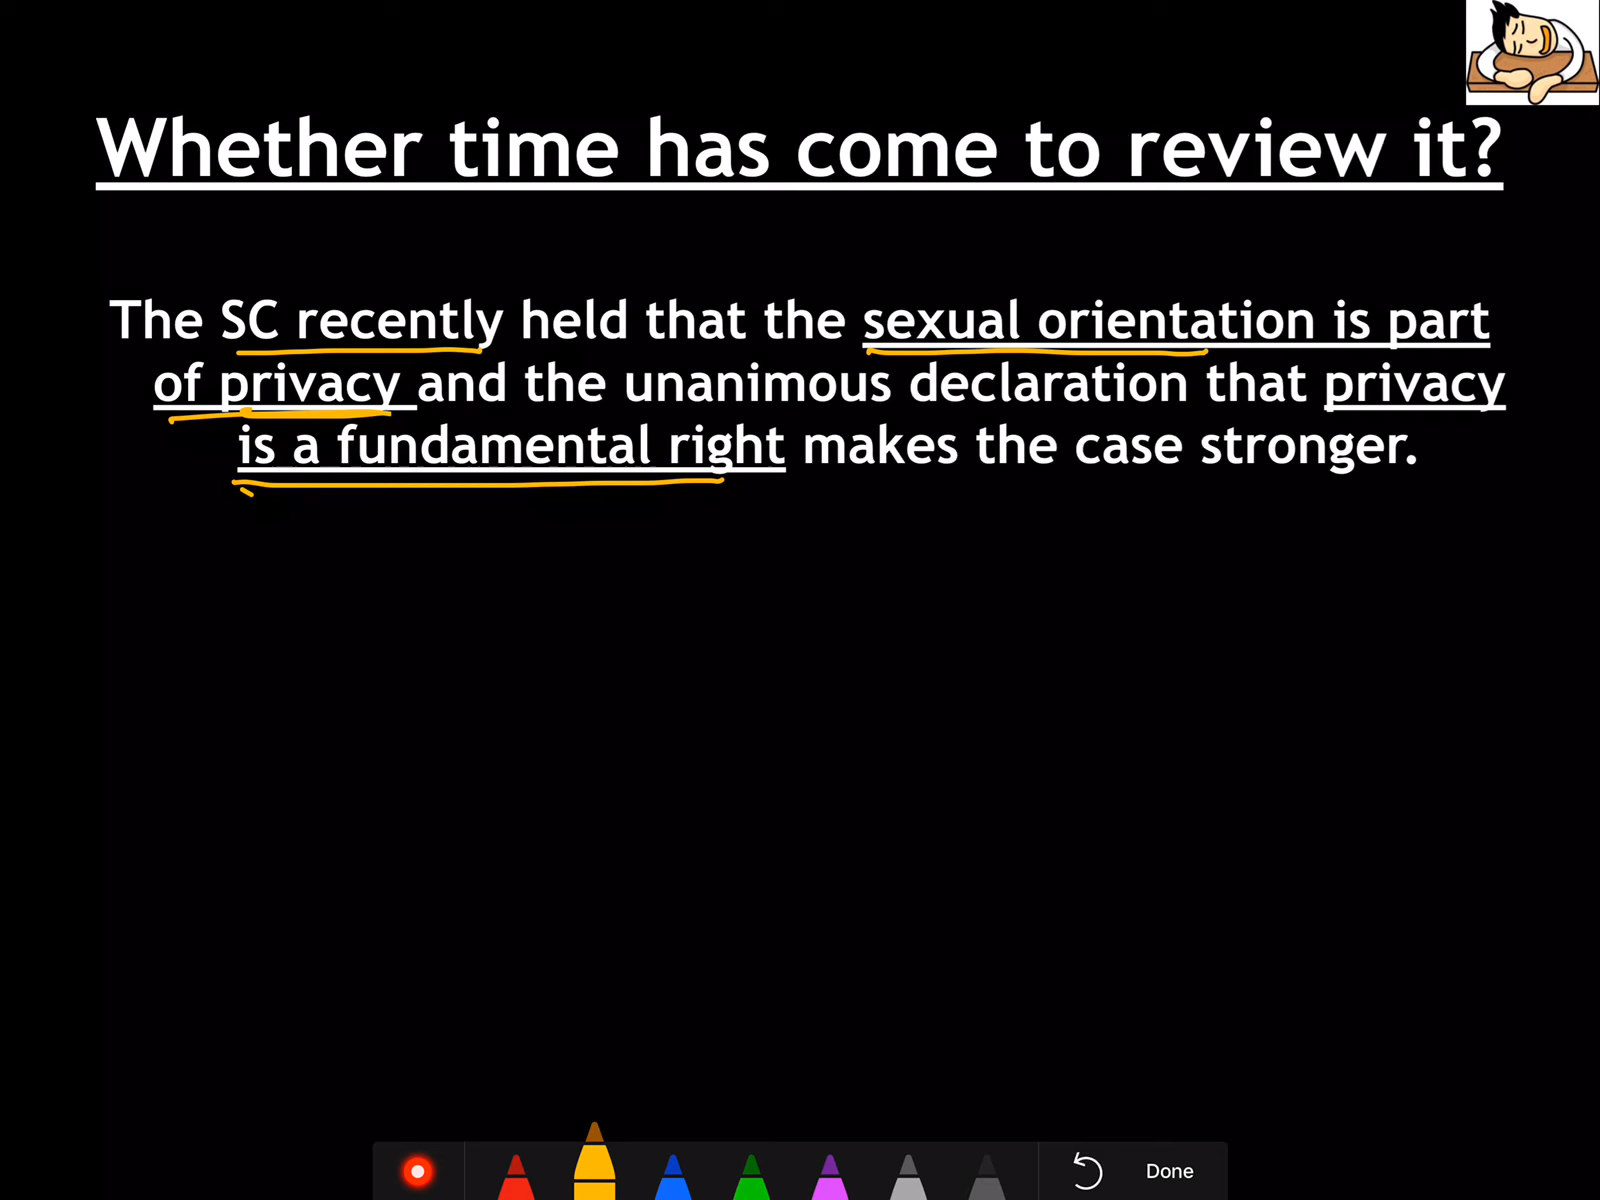 Whether time has come to review it?
The SC recently held that the sexual orientation is part
of privacy and the unanimous declaration that privacy
is a fundamental right makes the case stronger.
Done